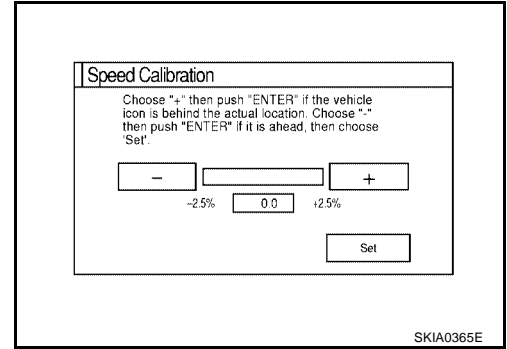 Speed Calibration
Choose "+" then push "ENTER" if the vehicle
icon is behind the actual location. Choose "-"
then push "ENTER" if it is ahead, then choose
'Set'.
− +
−2.5% 0.0 +2.5%
Set
SKIA0365E